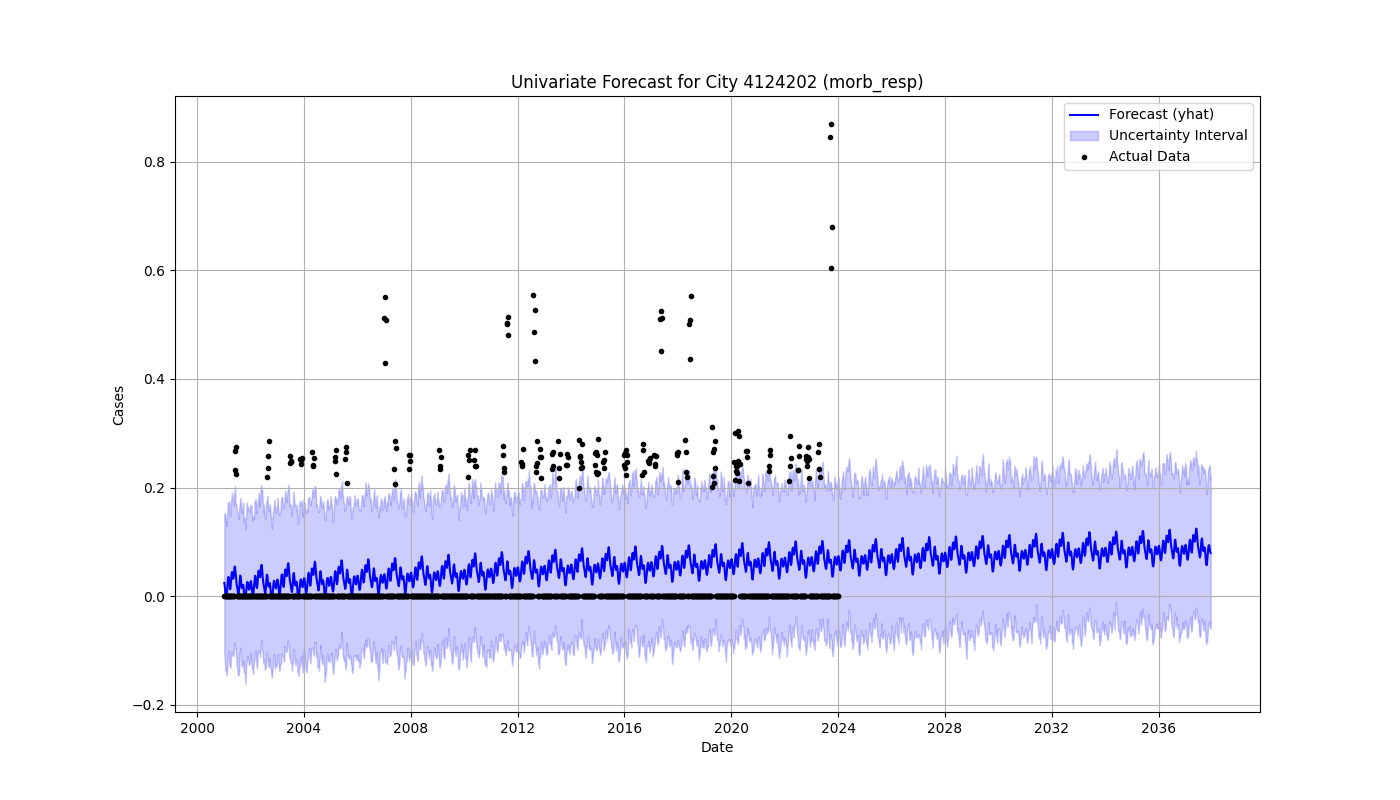 Univariate Forecast for City 4124202 (morb_resp)
Forecast (yhat)
Uncertainty Interval
Actual Data
Cases
0.8
0.6
0.4
0.2
0.0
−0.2
2000 2004 2008 2012 2016 2020 2024 2028 2032 2036
Date